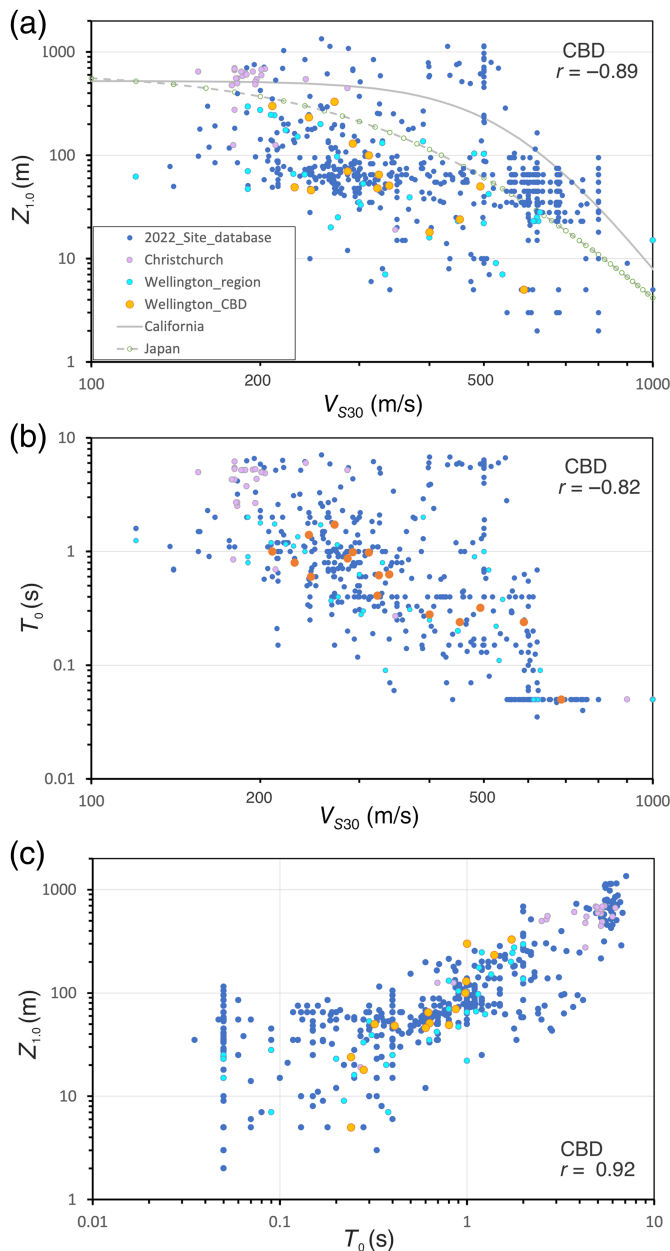 (a)
1000
100
10
1
Z1.0 (m)
CBD
r = −0.89
2022_Site_database
Christchurch
Wellington_region
Wellington_CBD
California
Japan
100
200
500
1000
VS30 (m/s)
(b)
10
1
0.1
0.01
T0 (s)
CBD
r = −0.82
100
200
500
1000
VS30 (m/s)
(c)
1000
100
10
1
Z1.0 (m)
CBD
r = 0.92
0.01
0.1
1
10
T0 (s)